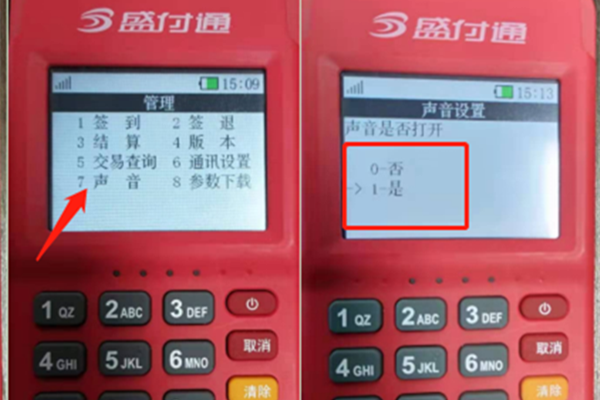 盛付通
15:09
管理
1 签 到 2 签 退
3 结 算 4 版 本
5 交易查询 6 通讯设置
7 声 音 8 参数下载
1 QZ 2 ABC 3 DEF
取消
4 GHI 5 JKL 6 MNO
清除
盛付通
15:13
声音设置
声音是否打开
0-否
-> 1-是
1 QZ 2 ABC 3 DEF
取消
4 GHI 5 JKL 6 MNO
清除